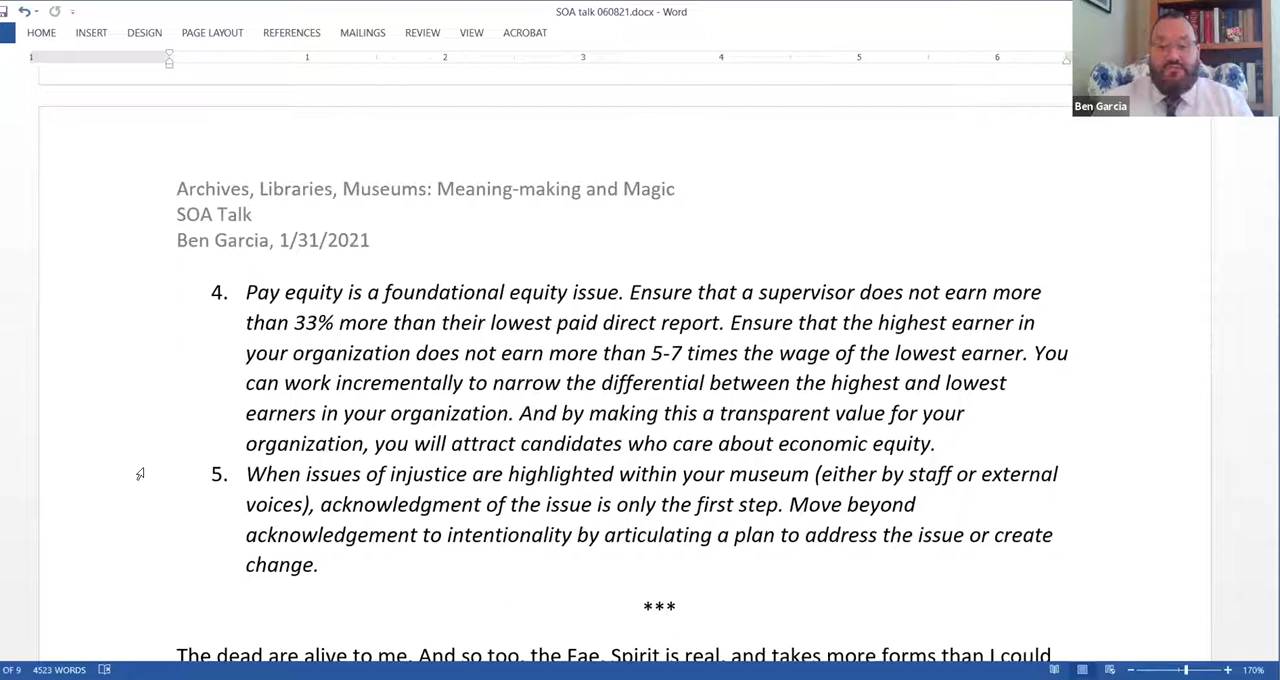 SOA talk 060821.docx - Word
HOME INSERT DESIGN PAGE LAYOUT REFERENCES MAILINGS REVIEW VIEW ACROBAT
1 1 2 3 4 5 6
Ben Garcia
Archives, Libraries, Museums: Meaning-making and Magic
SOA Talk
Ben Garcia, 1/31/2021
4. Pay equity is a foundational equity issue. Ensure that a supervisor does not earn more
than 33% more than their lowest paid direct report. Ensure that the highest earner in
your organization does not earn more than 5-7 times the wage of the lowest earner. You
can work incrementally to narrow the differential between the highest and lowest
earners in your organization. And by making this a transparent value for your
organization, you will attract candidates who care about economic equity.
5. When issues of injustice are highlighted within your museum (either by staff or external
voices), acknowledgment of the issue is only the first step. Move beyond
acknowledgement to intentionality by articulating a plan to address the issue or create
change.
***
The dead are alive to me. And so too, the Fae. Spirit is real, and takes more forms than I could
OF 9 4523 WORDS 170%